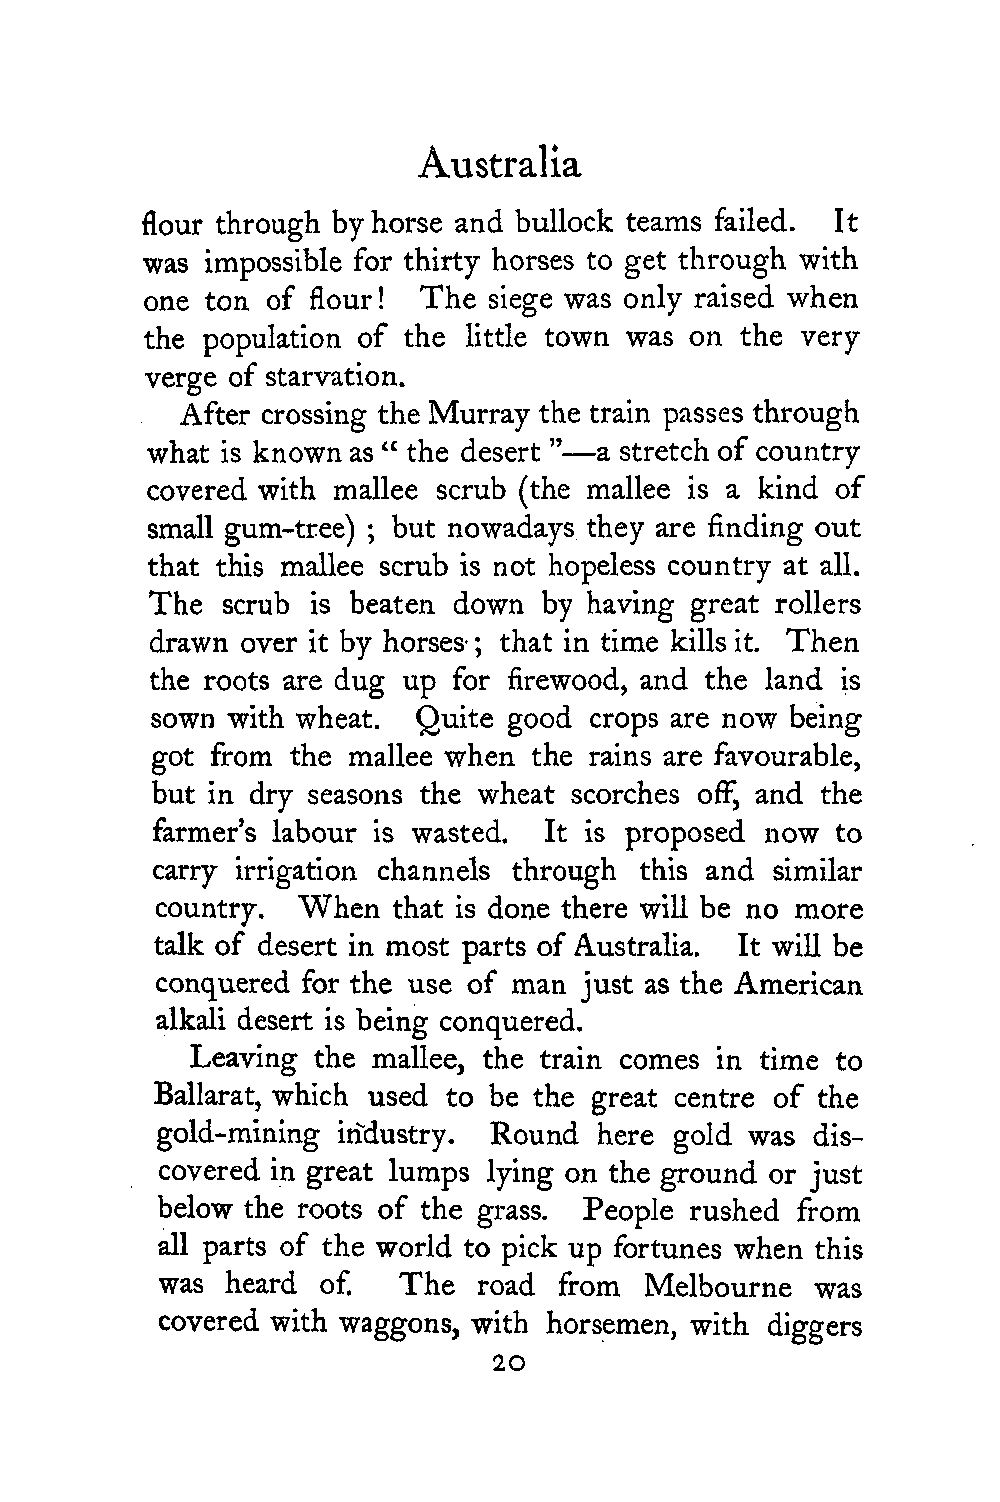 Australia
flour through by horse and bullock teams failed. It
was impossible for thirty horses to get through with
one ton of flour! The siege was only raised when
the population of the little town was on the very
verge of starvation.
After crossing the Murray the train passes through
what is known as “ the desert ”—a stretch of country
covered with mallee scrub (the mallee is a kind of
small gum-tree) ; but nowadays they are finding out
that this mallee scrub is not hopeless country at all.
The scrub is beaten down by having great rollers
drawn over it by horses ; that in time kills it. Then
the roots are dug up for firewood, and the land is
sown with wheat. Quite good crops are now being
got from the mallee when the rains are favourable,
but in dry seasons the wheat scorches off, and the
farmer’s labour is wasted. It is proposed now to
carry irrigation channels through this and similar
country. When that is done there will be no more
talk of desert in most parts of Australia. It will be
conquered for the use of man just as the American
alkali desert is being conquered.
Leaving the mallee, the train comes in time to
Ballarat, which used to be the great centre of the
gold-mining industry. Round here gold was dis-
covered in great lumps lying on the ground or just
below the roots of the grass. People rushed from
all parts of the world to pick up fortunes when this
was heard of. The road from Melbourne was
covered with waggons, with horsemen, with diggers
20